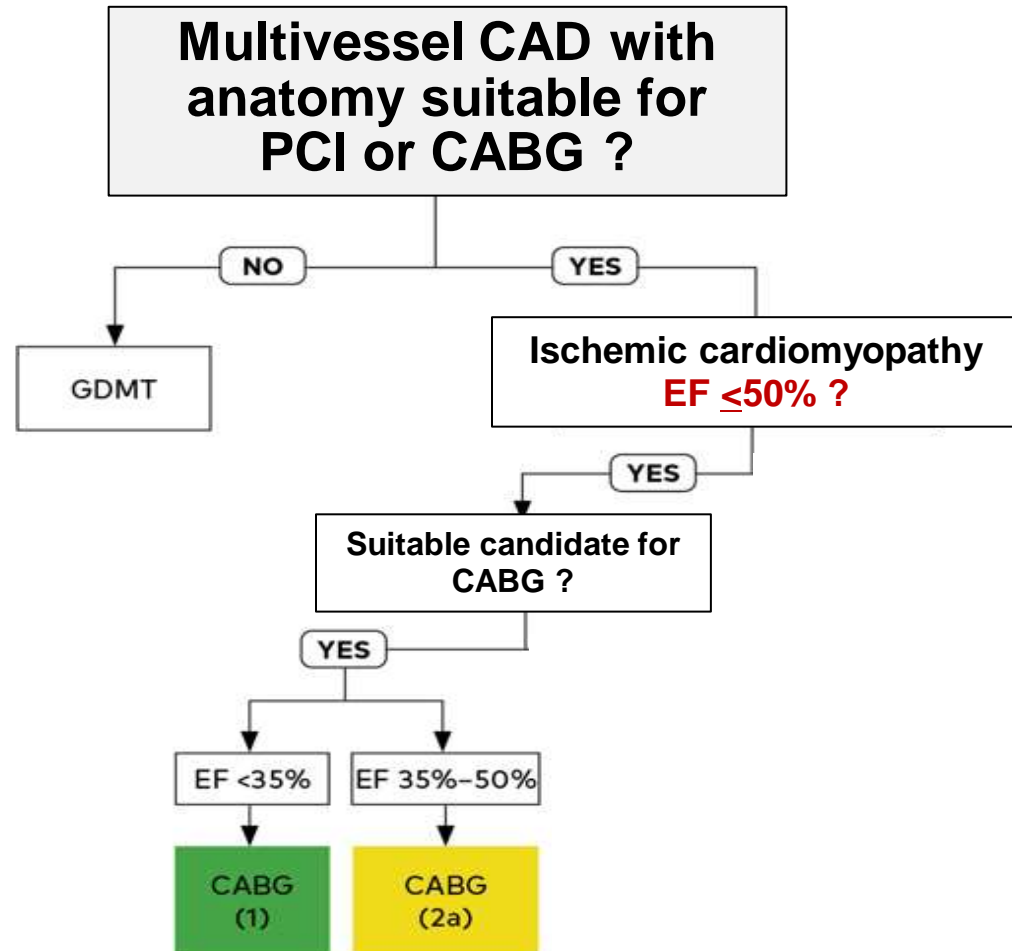 Multivessel CAD with
anatomy suitable for
PCI or CABG ?
NO
YES
GDMT
Ischemic cardiomyopathy
EF ≤50% ?
YES
Suitable candidate for
CABG ?
YES
EF <35%
EF 35%–50%
CABG
(1)
CABG
(2a)